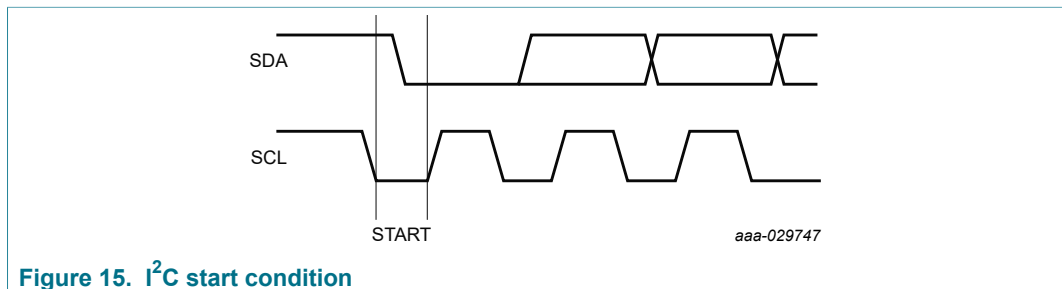 SDA
SCL
START
aaa-029747
Figure 15. I²C start condition